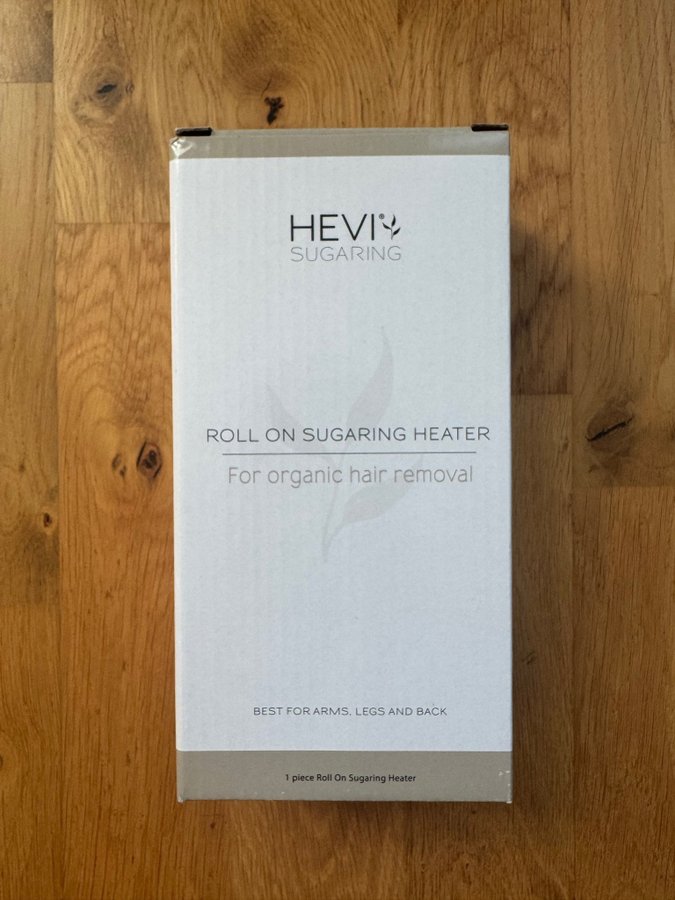 HEVI®
SUGARING
ROLL ON SUGARING HEATER
For organic hair removal
BEST FOR ARMS, LEGS AND BACK
1 piece Roll On Sugaring Heater